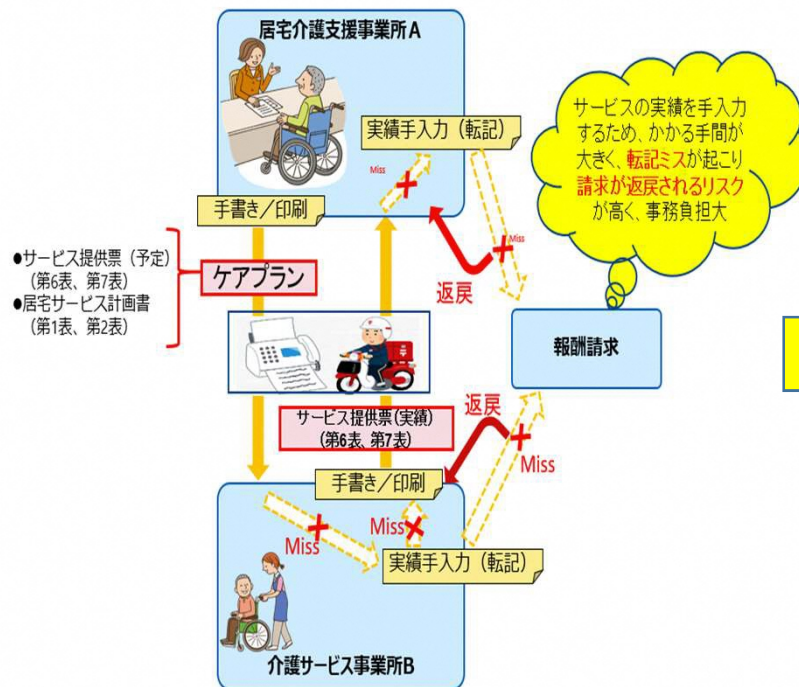 居宅介護支援事業所A
実績手入力（転記）
Miss
Miss
手書き／印刷
返戻
サービスの実績を手入力
するため、かかる手間が
大きく、転記ミスが起こり
請求が返戻されるリスク
が高く、事務負担大
●サービス提供票（予定）
（第6表、第7表）
●居宅サービス計画書
（第1表、第2表）
ケアプラン
報酬請求
サービス提供票(実績)
(第6表、第7表)
返戻
Miss
手書き／印刷
Miss
Miss
実績手入力（転記）
介護サービス事業所B